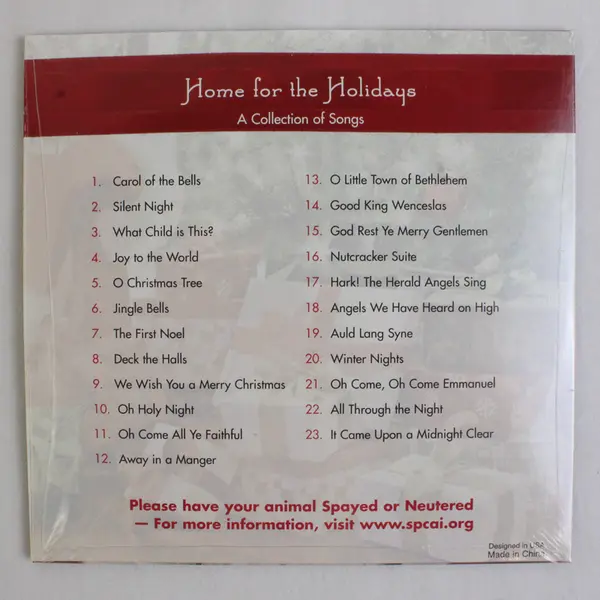 Home for the Holidays
A Collection of Songs
1. Carol of the Bells
2. Silent Night
3. What Child is This?
4. Joy to the World
5. O Christmas Tree
6. Jingle Bells
7. The First Noel
8. Deck the Halls
9. We Wish You a Merry Christmas
10. Oh Holy Night
11. Oh Come All Ye Faithful
12. Away in a Manger
13. O Little Town of Bethlehem
14. Good King Wenceslas
15. God Rest Ye Merry Gentlemen
16. Nutcracker Suite
17. Hark! The Herald Angels Sing
18. Angels We Have Heard on High
19. Auld Lang Syne
20. Winter Nights
21. Oh Come, Oh Come Emmanuel
22. All Through the Night
23. It Came Upon a Midnight Clear
Please have your animal Spayed or Neutered
— For more information, visit www.spcai.org
Designed in USA
Made in China